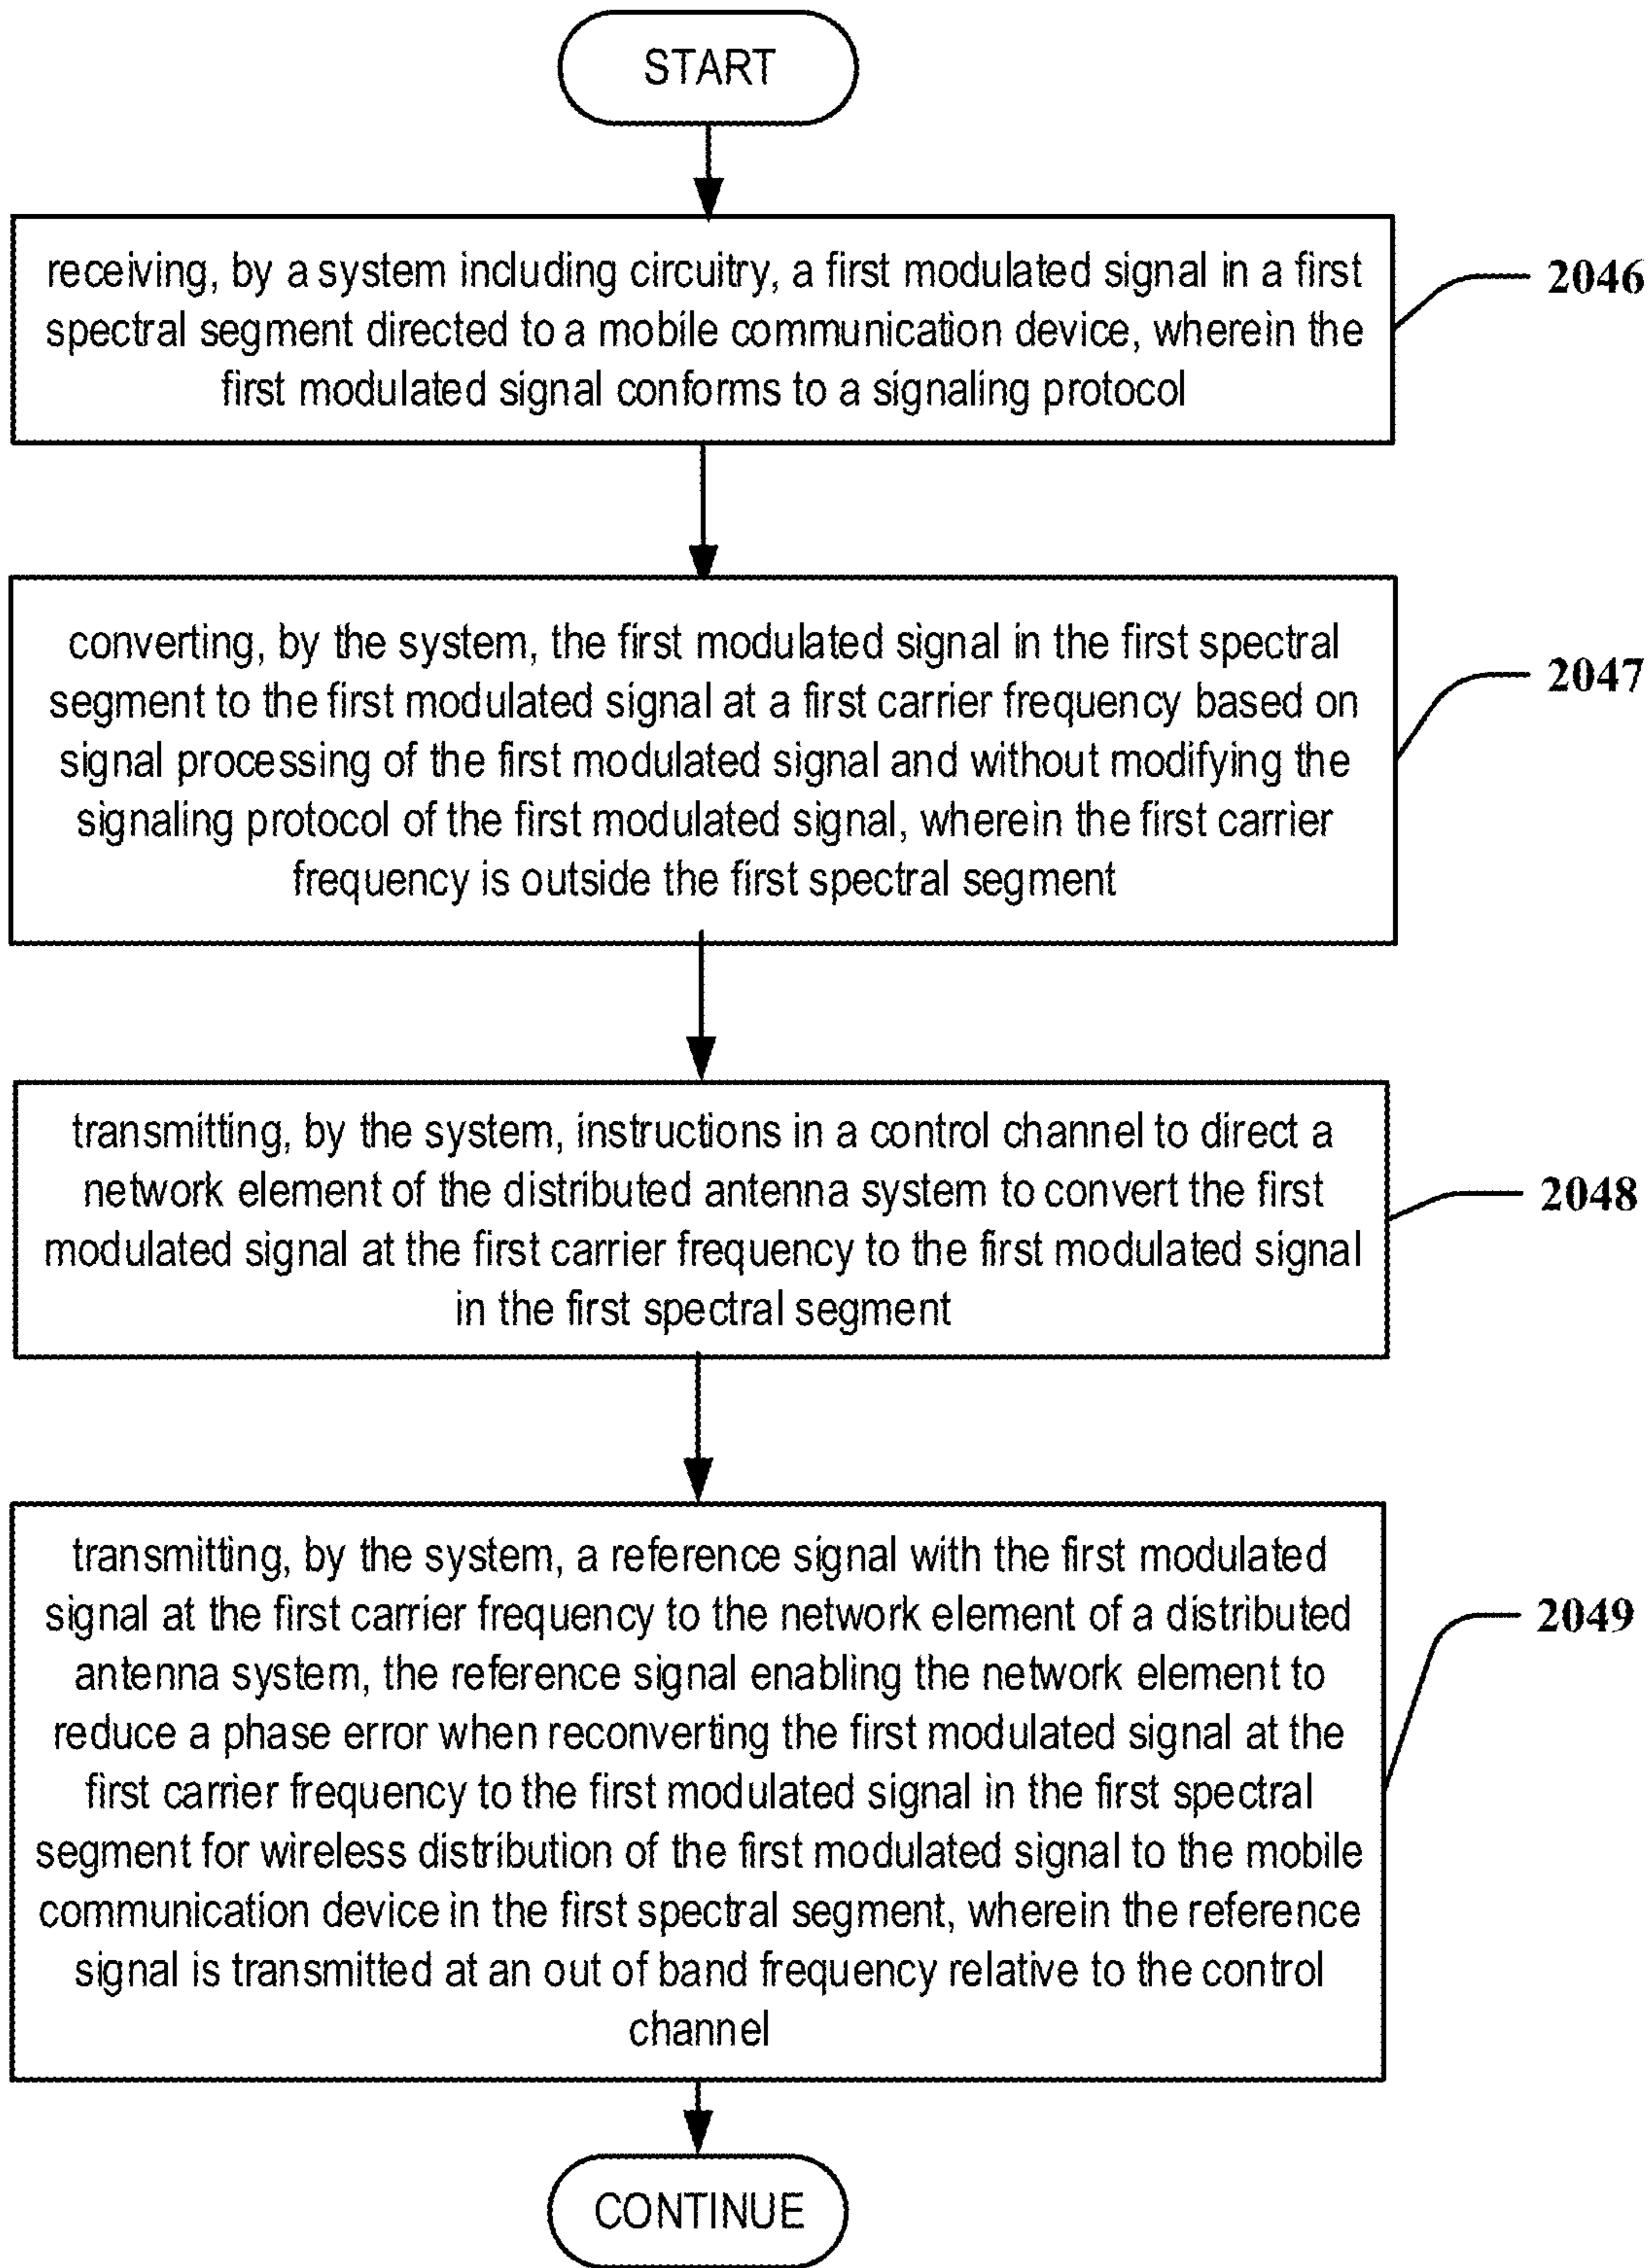 START
receiving, by a system including circuitry, a first modulated signal in a first
spectral segment directed to a mobile communication device, wherein the
first modulated signal conforms to a signaling protocol
2046
converting, by the system, the first modulated signal in the first spectral
segment to the first modulated signal at a first carrier frequency based on
signal processing of the first modulated signal and without modifying the
signaling protocol of the first modulated signal, wherein the first carrier
frequency is outside the first spectral segment
2047
transmitting, by the system, instructions in a control channel to direct a
network element of the distributed antenna system to convert the first
modulated signal at the first carrier frequency to the first modulated signal
in the first spectral segment
2048
transmitting, by the system, a reference signal with the first modulated
signal at the first carrier frequency to the network element of a distributed
antenna system, the reference signal enabling the network element to
reduce a phase error when reconverting the first modulated signal at the
first carrier frequency to the first modulated signal in the first spectral
segment for wireless distribution of the first modulated signal to the mobile
communication device in the first spectral segment, wherein the reference
signal is transmitted at an out of band frequency relative to the control
channel
2049
CONTINUE